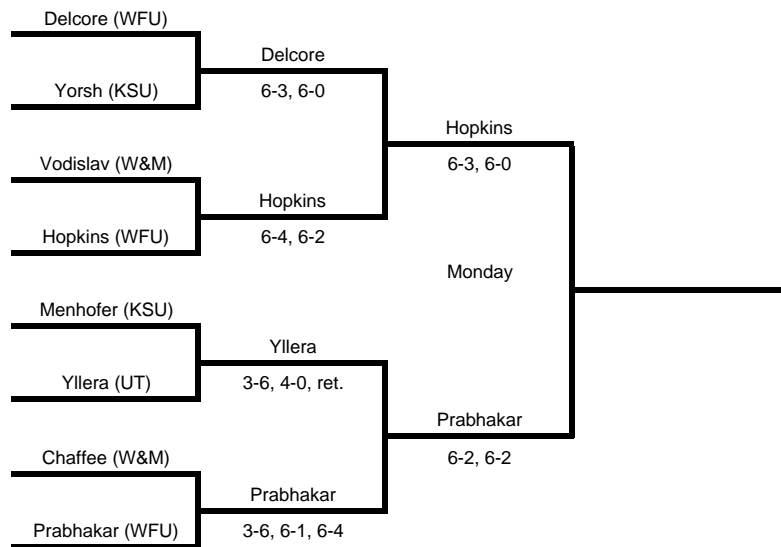 Delcore (WFU)
Delcore
Yorsh (KSU)
6-3, 6-0
Hopkins
Vodislav (W&M)
6-3, 6-0
Hopkins
Hopkins (WFU)
6-4, 6-2
Monday
Menhofer (KSU)
Yllera
Yllera (UT)
3-6, 4-0, ret.
Prabhakar
Chaffee (W&M)
6-2, 6-2
Prabhakar
Prabhakar (WFU)
3-6, 6-1, 6-4